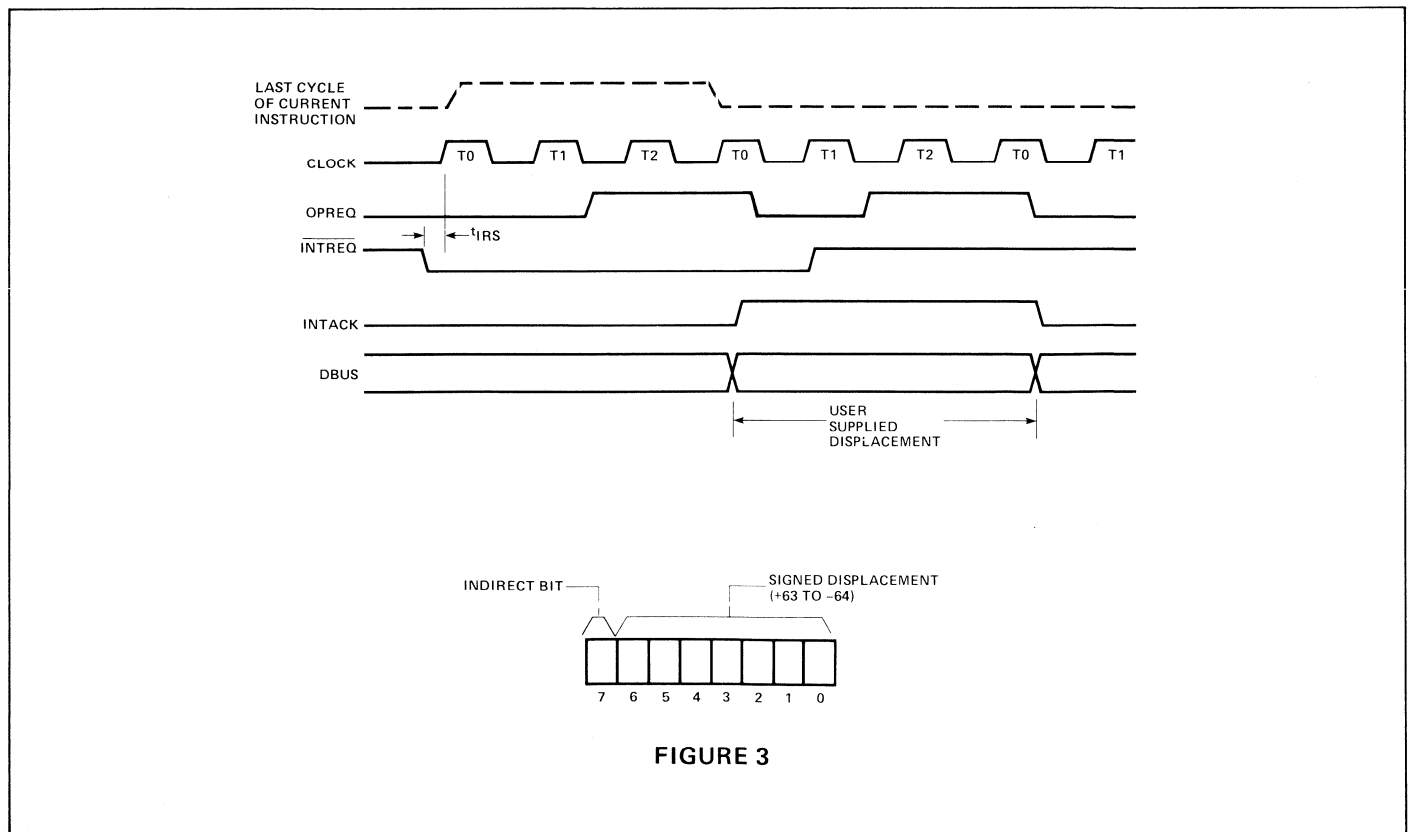 LAST CYCLE
OF CURRENT
INSTRUCTION
CLOCK
T0 T1 T2 T0 T1 T2 T0 T1
OPREQ
tIRS
INTREQ
INTACK
DBUS
USER
SUPPLIED
DISPLACEMENT
INDIRECT BIT
SIGNED DISPLACEMENT
(+63 TO -64)
7 6 5 4 3 2 1 0
FIGURE 3